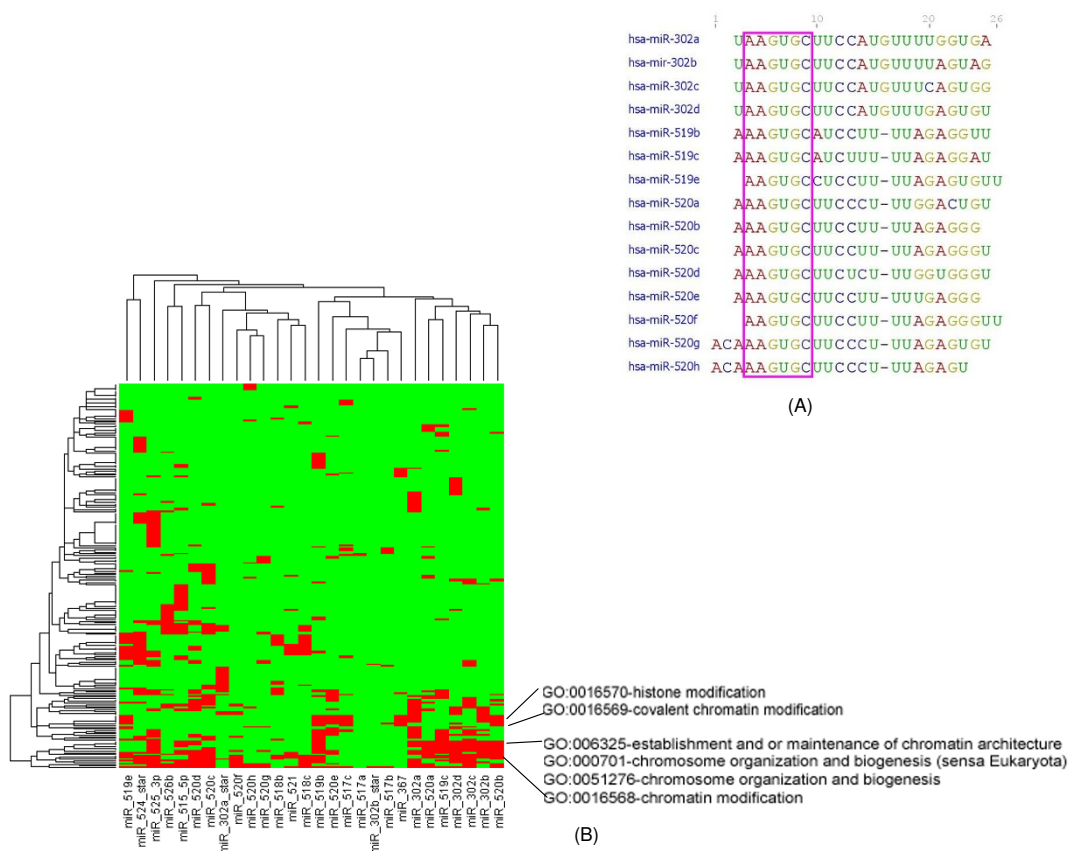 1 10 20 26
hsa-miR-302a UAAGUGCUUCCAUGUUUUGGUGA
hsa-mir-302b UAAGUGCUUCCAUGUUUUAGUAG
hsa-miR-302c UAAGUGCUUCCAUGUUUCAGUGG
hsa-miR-302d UAAGUGCUUCCAUGUUUGAGUGU
hsa-miR-519b AAAGUGCAUCCUU-UUAGAGGUU
hsa-miR-519c AAAGUGCAUCUUU-UUAGAGGAU
hsa-miR-519e AAGUGCCUCCUU-UUAGAGUGUU
hsa-miR-520a AAAGUGCUUCCCU-UUGGACUGU
hsa-miR-520b AAAGUGCUUCCUU-UUAGAGGG
hsa-miR-520c AAAGUGCUUCCUU-UUAGAGGGU
hsa-miR-520d AAAGUGCUUCUCU-UUGGUGGGU
hsa-miR-520e AAAGUGCUUCCUU-UUUGAGGG
hsa-miR-520f AAGUGCUUCCUU-UUAGAGGGUU
hsa-miR-520g ACAAAGUGCUUCCCU-UUAGAGUGU
hsa-miR-520h ACAAAGUGCUUCCCU-UUAGAGU
(A)
GO:0016570-histone modification
GO:0016569-covalent chromatin modification
GO:006325-establishment and or maintenance of chromatin architecture
GO:000701-chromosome organization and biogenesis (sensa Eukaryota)
GO:0051276-chromosome organization and biogenesis
GO:0016568-chromatin modification
miR_519e
miR_524_star
miR_525_3p
miR_526b
miR_515_5p
miR_520d
miR_520c
miR_302a_star
miR_520f
miR_520h
miR_520g
miR_518b
miR_521
miR_518c
miR_519b
miR_520e
miR_517c
miR_517a
miR_302b_star
miR_517b
miR_367
miR_302a
miR_520a
miR_519c
miR_302d
miR_302c
miR_302b
miR_520b
(B)